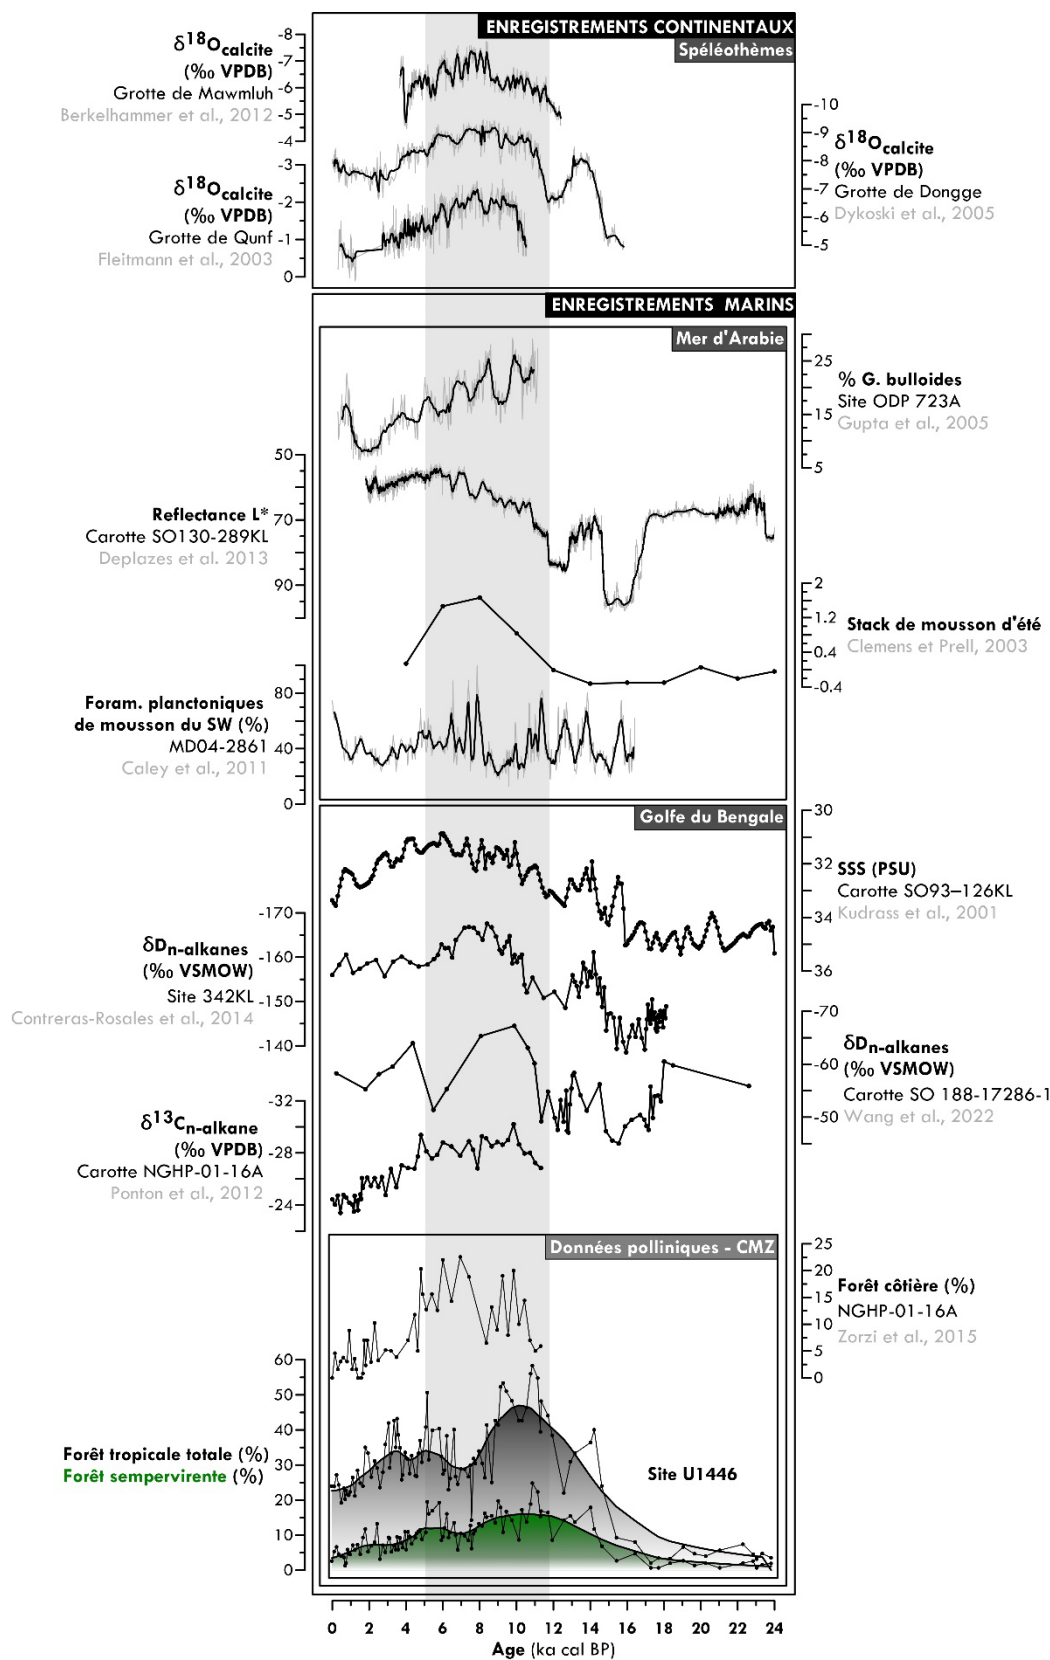 ENREGISTREMENTS CONTINENTAUX
Spéléothèmes
δ18Ocalcite
(‰ VPDB)
Grotte de Mawmluh
Berkelhammer et al., 2012
-8
-7
-6
-5
-4
δ18Ocalcite
(‰ VPDB)
Grotte de Qunf
Fleitmann et al., 2003
-3
-2
-1
0
-10
-9
-8
-7
-6
-5
δ18Ocalcite
(‰ VPDB)
Grotte de Dongge
Dykoski et al., 2005
ENREGISTREMENTS MARINS
Mer d'Arabie
25
15
5
% G. bulloides
Site ODP 723A
Gupta et al., 2005
50
70
90
Reflectance L*
Carotte SO130-289KL
Deplazes et al. 2013
2
1.2
0.4
-0.4
Stack de mousson d'été
Clemens et Prell, 2003
80
40
0
Foram. planctoniques
de mousson du SW (%)
MD04-2861
Caley et al., 2011
Golfe du Bengale
30
32
34
36
SSS (PSU)
Carotte SO93–126KL
Kudrass et al., 2001
-170
-160
-150
-140
δDn-alkanes
(‰ VSMOW)
Site 342KL
Contreras-Rosales et al., 2014
-70
-60
-50
δDn-alkanes
(‰ VSMOW)
Carotte SO 188-17286-1
Wang et al., 2022
-32
-28
-24
δ13Cn-alkane
(‰ VPDB)
Carotte NGHP-01-16A
Ponton et al., 2012
Données polliniques - CMZ
25
20
15
10
5
0
Forêt côtière (%)
NGHP-01-16A
Zorzi et al., 2015
60
50
40
30
20
10
0
Forêt tropicale totale (%)
Forêt sempervirente (%)
Site U1446
0 2 4 6 8 10 12 14 16 18 20 22 24
Age (ka cal BP)